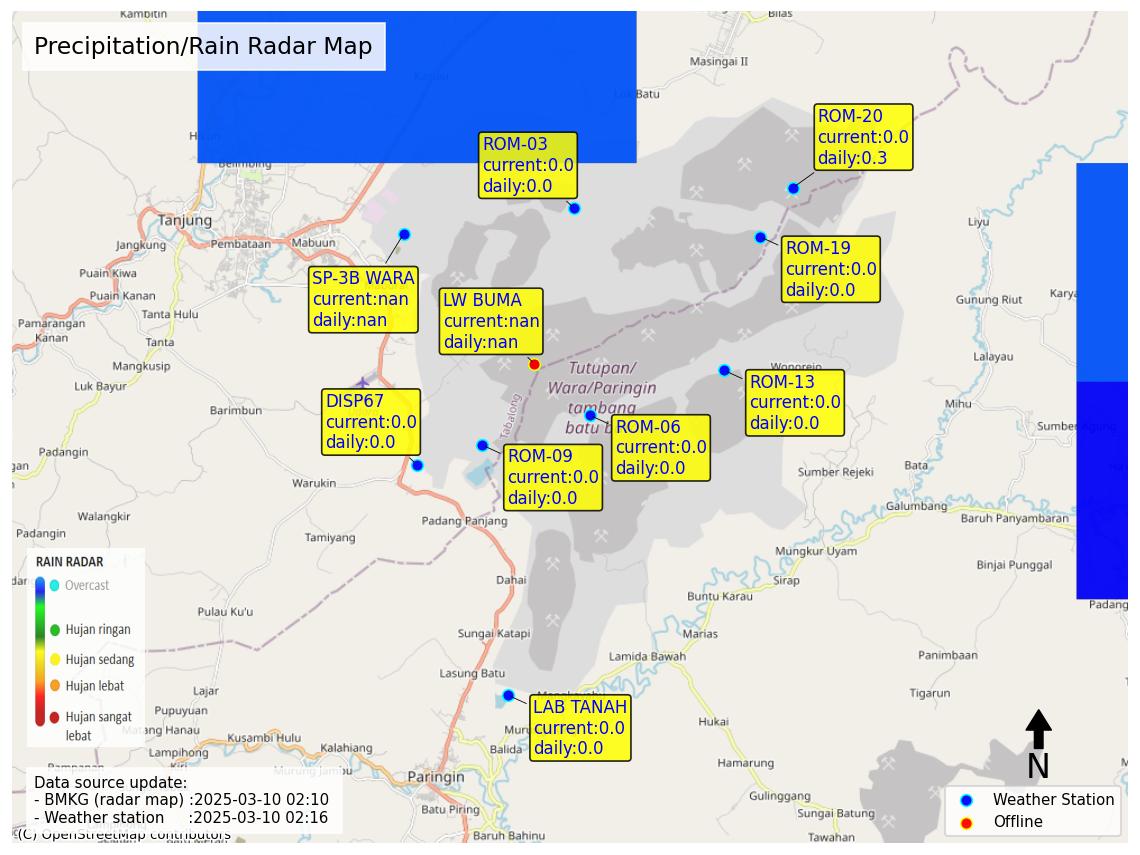 Kambitin
Bilas
Precipitation/Rain Radar Map
Masingai II
Kapuru
Luk Batu
ROM-20
current:0.0
daily:0.3
ROM-03
current:0.0
daily:0.0
Belimbing
Tanjung
Jangkung
Pembataan
Mabuun
Liyu
ROM-19
current:0.0
daily:0.0
Puain Kiwa
Puain Kanan
SP-3B WARA
current:nan
daily:nan
LW BUMA
current:nan
daily:nan
Gunung Riut
Karya
Tanta Hulu
Pamarangan
Kanan
Tanta
Mangkusip
Luk Bayur
Lalayau
Wonorejo
Tutupan/
Wara/Paringin
tambang
batu b
ROM-13
current:0.0
daily:0.0
DISP67
current:0.0
daily:0.0
Tabalong
Barimbun
Mihu
ROM-06
current:0.0
daily:0.0
Sumber Agung
ROM-09
current:0.0
daily:0.0
Padangin
Bata
Sumber Rejeki
Warukin
Galumbang
Baruh Panyambaran
Walangkir
Padangin
Padang Panjang
Tamiyang
Mungkur Uyam
Binjai Punggal
RAIN RADAR
Overcast
Hujan ringan
Hujan sedang
Hujan lebat
Hujan sangat
lebat
Dahai
Sirap
Buntu Karau
Padang
Pulau Ku'u
Sungai Katapi
Marias
Lamida Bawah
Panimbaan
Lasung Batu
Lajar
Tigarun
Pupuyuan
LAB TANAH
current:0.0
daily:0.0
Hukai
Matang Hanau
Kusambi Hulu
Kalahiang
Balida
Lampihong
Murung Jambu
Hamarung
N
Paringin
Data source update:
- BMKG (radar map) :2025-03-10 02:10
- Weather station :2025-03-10 02:16
(C) OpenStreetMap contributors
Batu Piring
Baruh Bahinu
Gulinggang
Sungai Batung
Tawahan
Weather Station
Offline